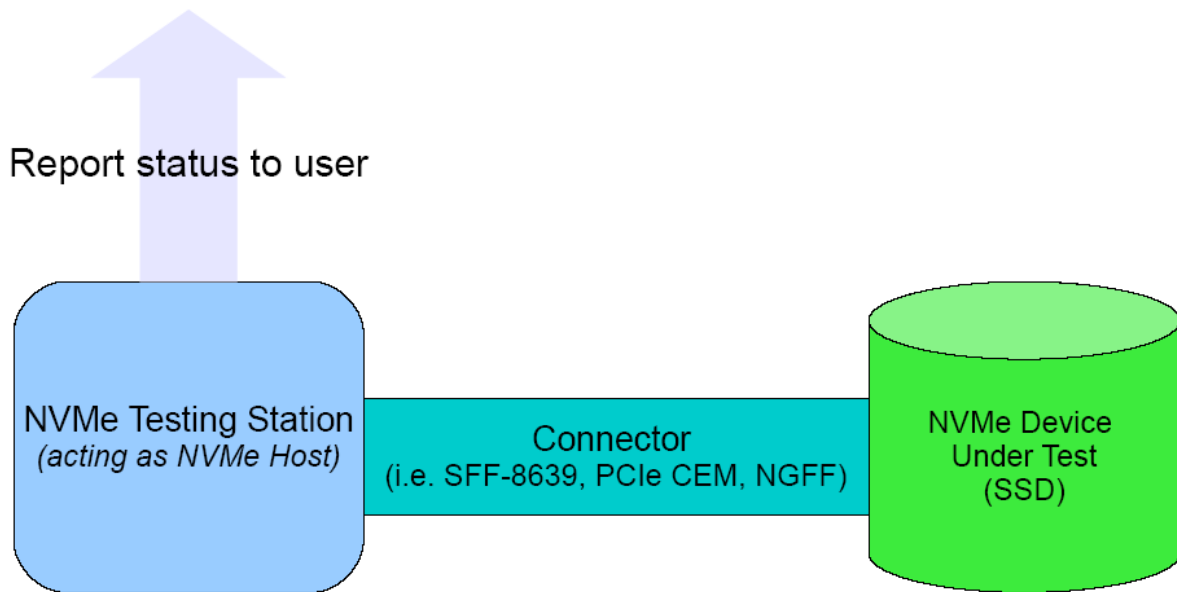 Report status to user
NVMe Testing Station
(acting as NVMe Host)
Connector
(i.e. SFF-8639, PCIe CEM, NGFF)
NVMe Device
Under Test
(SSD)